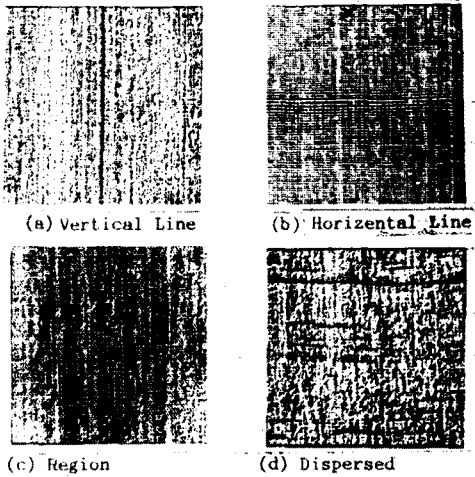 (a) Vertical Line
(b) Horizental Line
(c) Region
(d) Dispersed